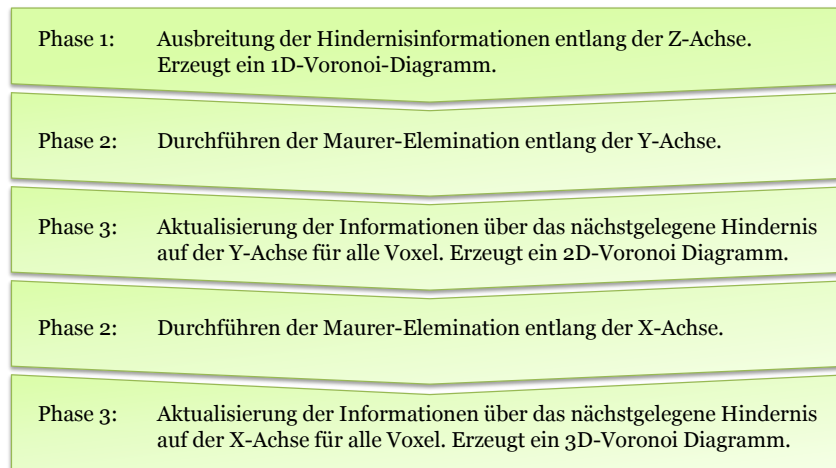 Phase 1: Ausbreitung der Hindernisinformationen entlang der Z-Achse.
Erzeugt ein 1D-Voronoi-Diagramm.
Phase 2: Durchführen der Maurer-Elemination entlang der Y-Achse.
Phase 3: Aktualisierung der Informationen über das nächstgelegene Hindernis
auf der Y-Achse für alle Voxel. Erzeugt ein 2D-Voronoi Diagramm.
Phase 2: Durchführen der Maurer-Elemination entlang der X-Achse.
Phase 3: Aktualisierung der Informationen über das nächstgelegene Hindernis
auf der X-Achse für alle Voxel. Erzeugt ein 3D-Voronoi Diagramm.